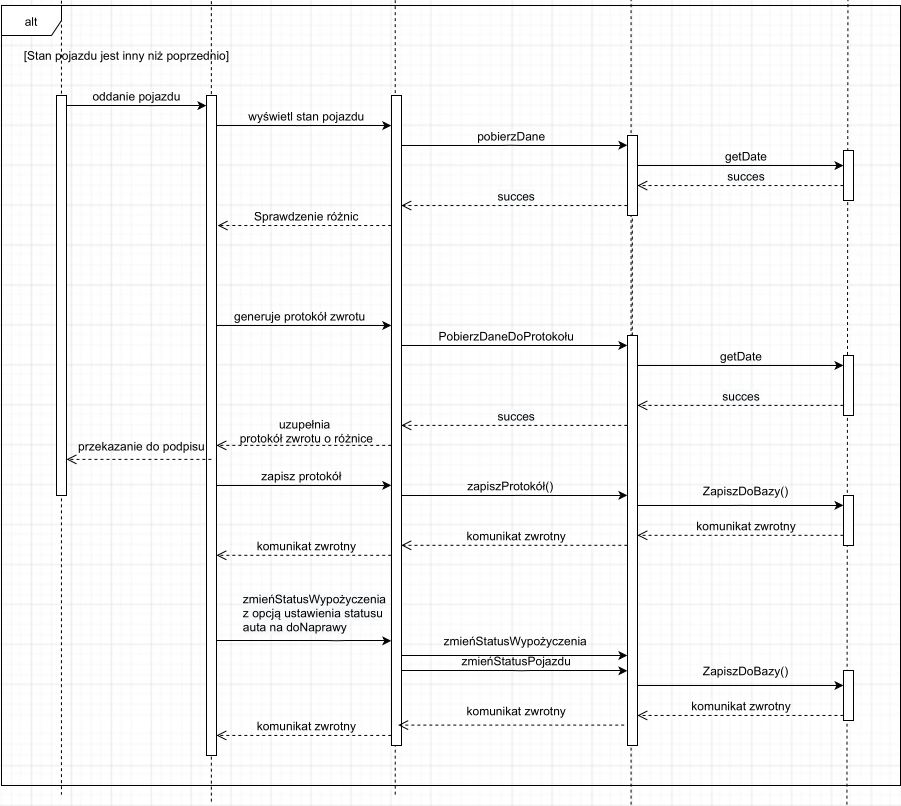 alt
[Stan pojazdu jest inny niż poprzednio]
oddanie pojazdu
wyświetl stan pojazdu
pobierzDane
getDate
succes
succes
Sprawdzenie różnic
generuje protokół zwrotu
PobierzDaneDoProtokołu
getDate
succes
succes
uzupełnia
protokół zwrotu o różnice
przekazanie do podpisu
zapisz protokół
zapiszProtokół()
ZapiszDoBazy()
komunikat zwrotny
komunikat zwrotny
komunikat zwrotny
zmieńStatusWypożyczenia
z opcją ustawienia statusu
auta na doNaprawy
zmieńStatusWypożyczenia
zmieńStatusPojazdu
ZapiszDoBazy()
komunikat zwrotny
komunikat zwrotny
komunikat zwrotny